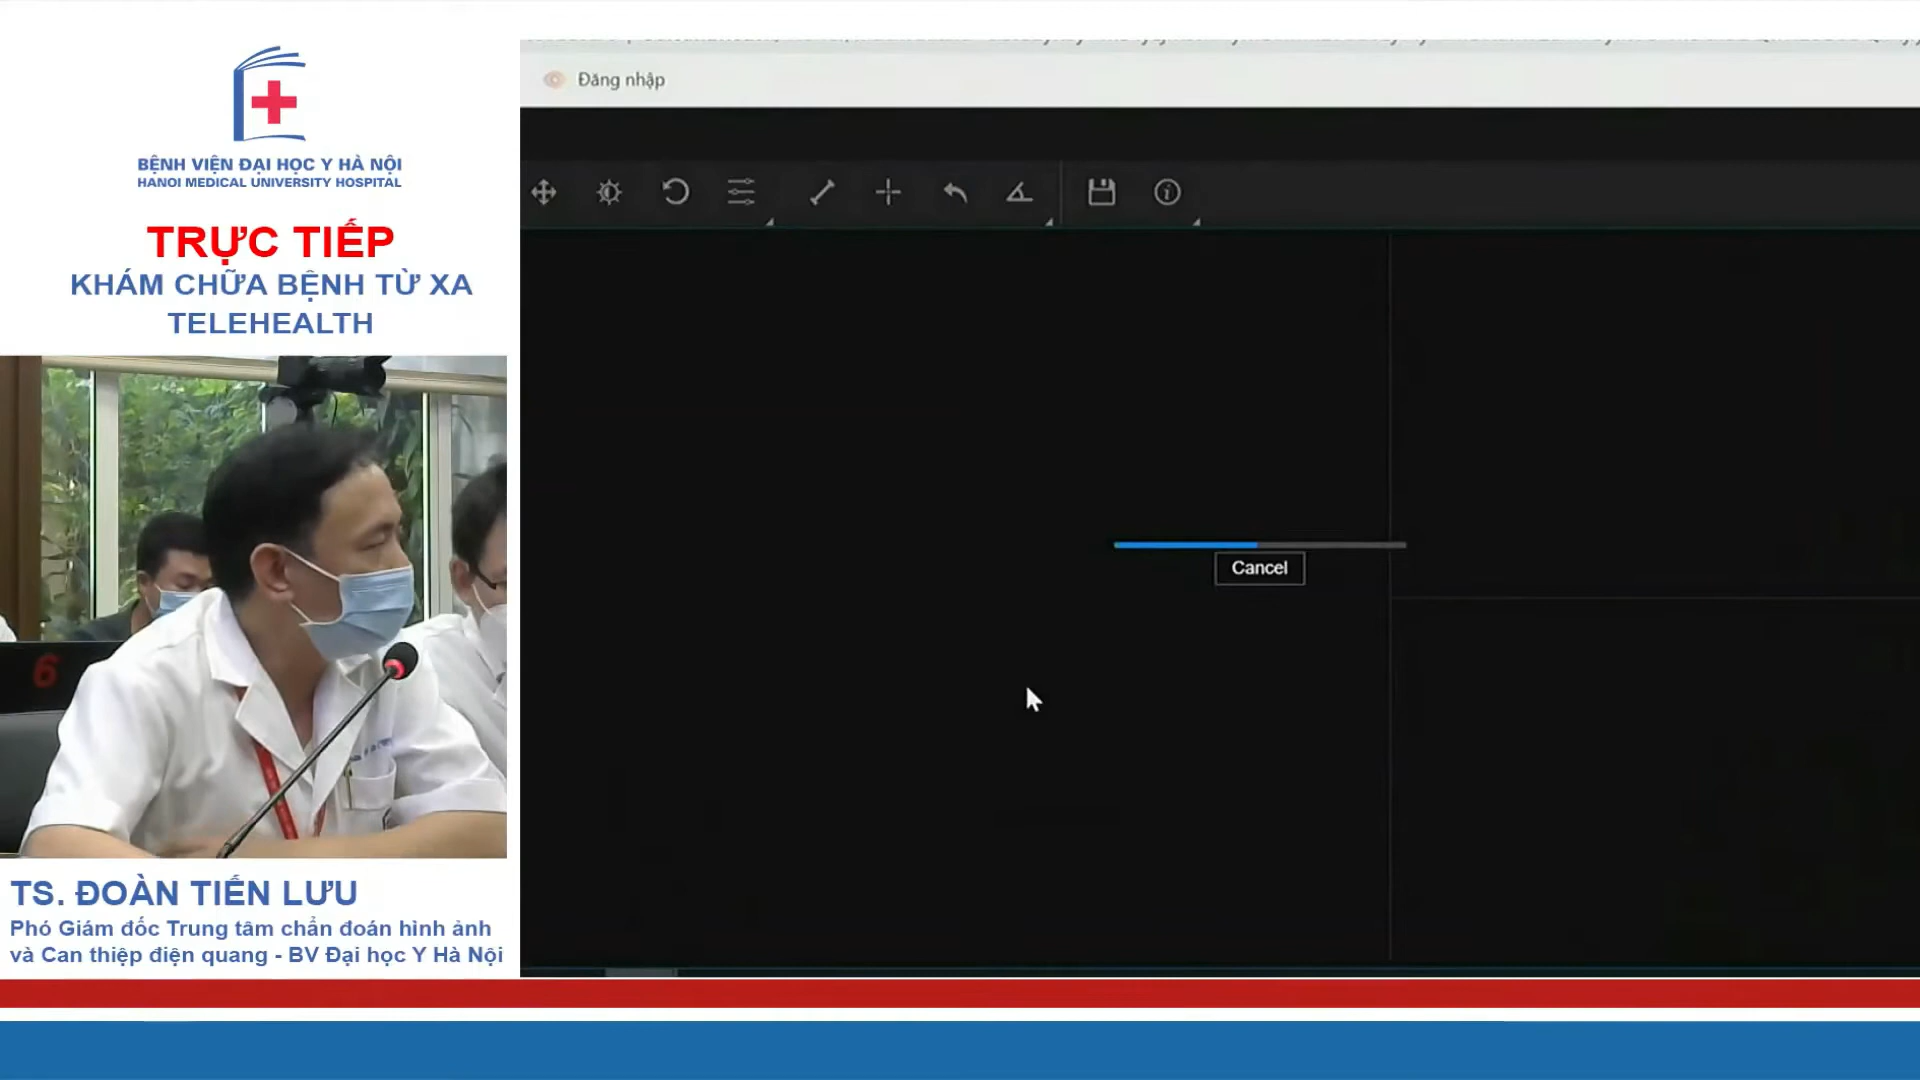 BỆNH VIỆN ĐẠI HỌC Y HÀ NỘI
HANOI MEDICAL UNIVERSITY HOSPITAL
TRỰC TIẾP
KHÁM CHỮA BỆNH TỪ XA
TELEHEALTH
6
TS. ĐOÀN TIẾN LƯU
Phó Giám đốc Trung tâm chẩn đoán hình ảnh
và Can thiệp điện quang - BV Đại học Y Hà Nội
Đăng nhập
Cancel